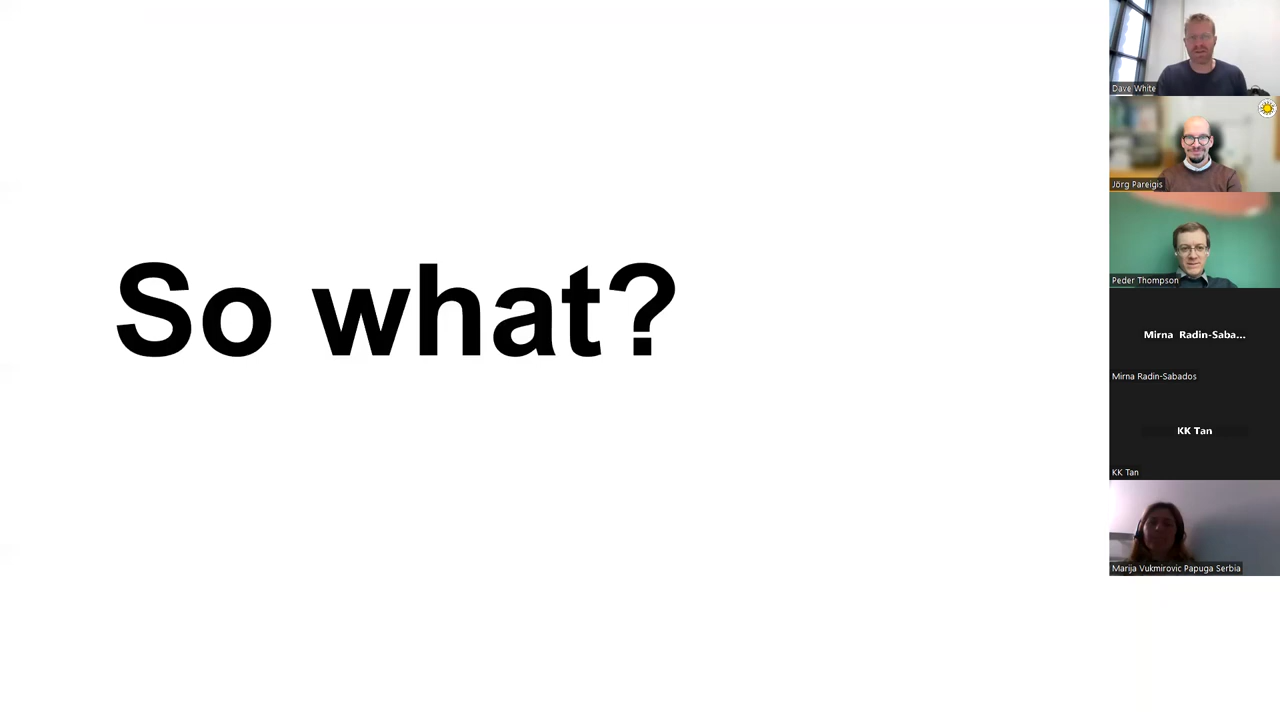 So what?
Dave White
Jörg Pareigis
Peder Thompson
Mirna Radin-Saba...
Mirna Radin-Sabados
KK Tan
KK Tan
Marija Vukmirovic Papuga Serbia